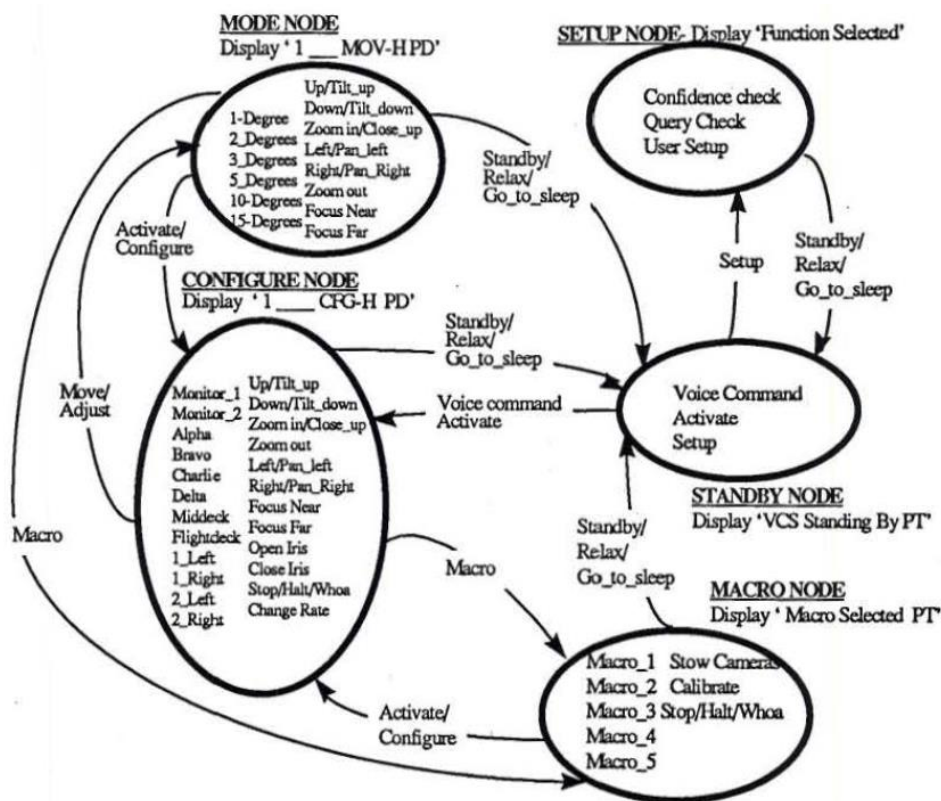 MODE NODE
Display ‘ 1 ___ MOV-H PD’
Up/Tilt_up
Down/Tilt_down
Zoom in/Close_up
Left/Pan_left
Right/Pan_Right
Zoom out
Focus Near
Focus Far
1-Degree
2_Degrees
3_Degrees
5_Degrees
10-Degrees
15-Degrees
SETUP NODE- Display ‘Function Selected’
Confidence check
Query Check
User Setup
Standby/
Relax/
Go_to_sleep
Activate/
Configure
Setup
Standby/
Relax/
Go_to_sleep
CONFIGURE NODE
Display ‘ 1 ____ CFG-H PD’
Standby/
Relax/
Go_to_sleep
Move/
Adjust
Monitor_1
Monitor_2
Alpha
Bravo
Charlie
Delta
Middeck
Flightdeck
1_Left
1_Right
2_Left
2_Right
Up/Tilt_up
Down/Tilt_down
Zoom in/Close_up
Zoom out
Left/Pan_left
Right/Pan_Right
Focus Near
Focus Far
Open Iris
Close Iris
Stop/Halt/Whoa
Change Rate
Voice command
Activate
Voice Command
Activate
Setup
STANDBY NODE
Display ‘VCS Standing By PT’
Macro
Macro
Standby/
Relax/
Go_to_sleep
MACRO NODE
Display ‘ Macro Selected PT’
Macro_1 Stow Cameras
Macro_2 Calibrate
Macro_3 Stop/Halt/Whoa
Macro_4
Macro_5
Activate/
Configure